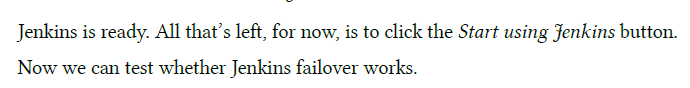 Jenkins is ready. All that’s left, for now, is to click the Start using Jenkins button.
Now we can test whether Jenkins failover works.